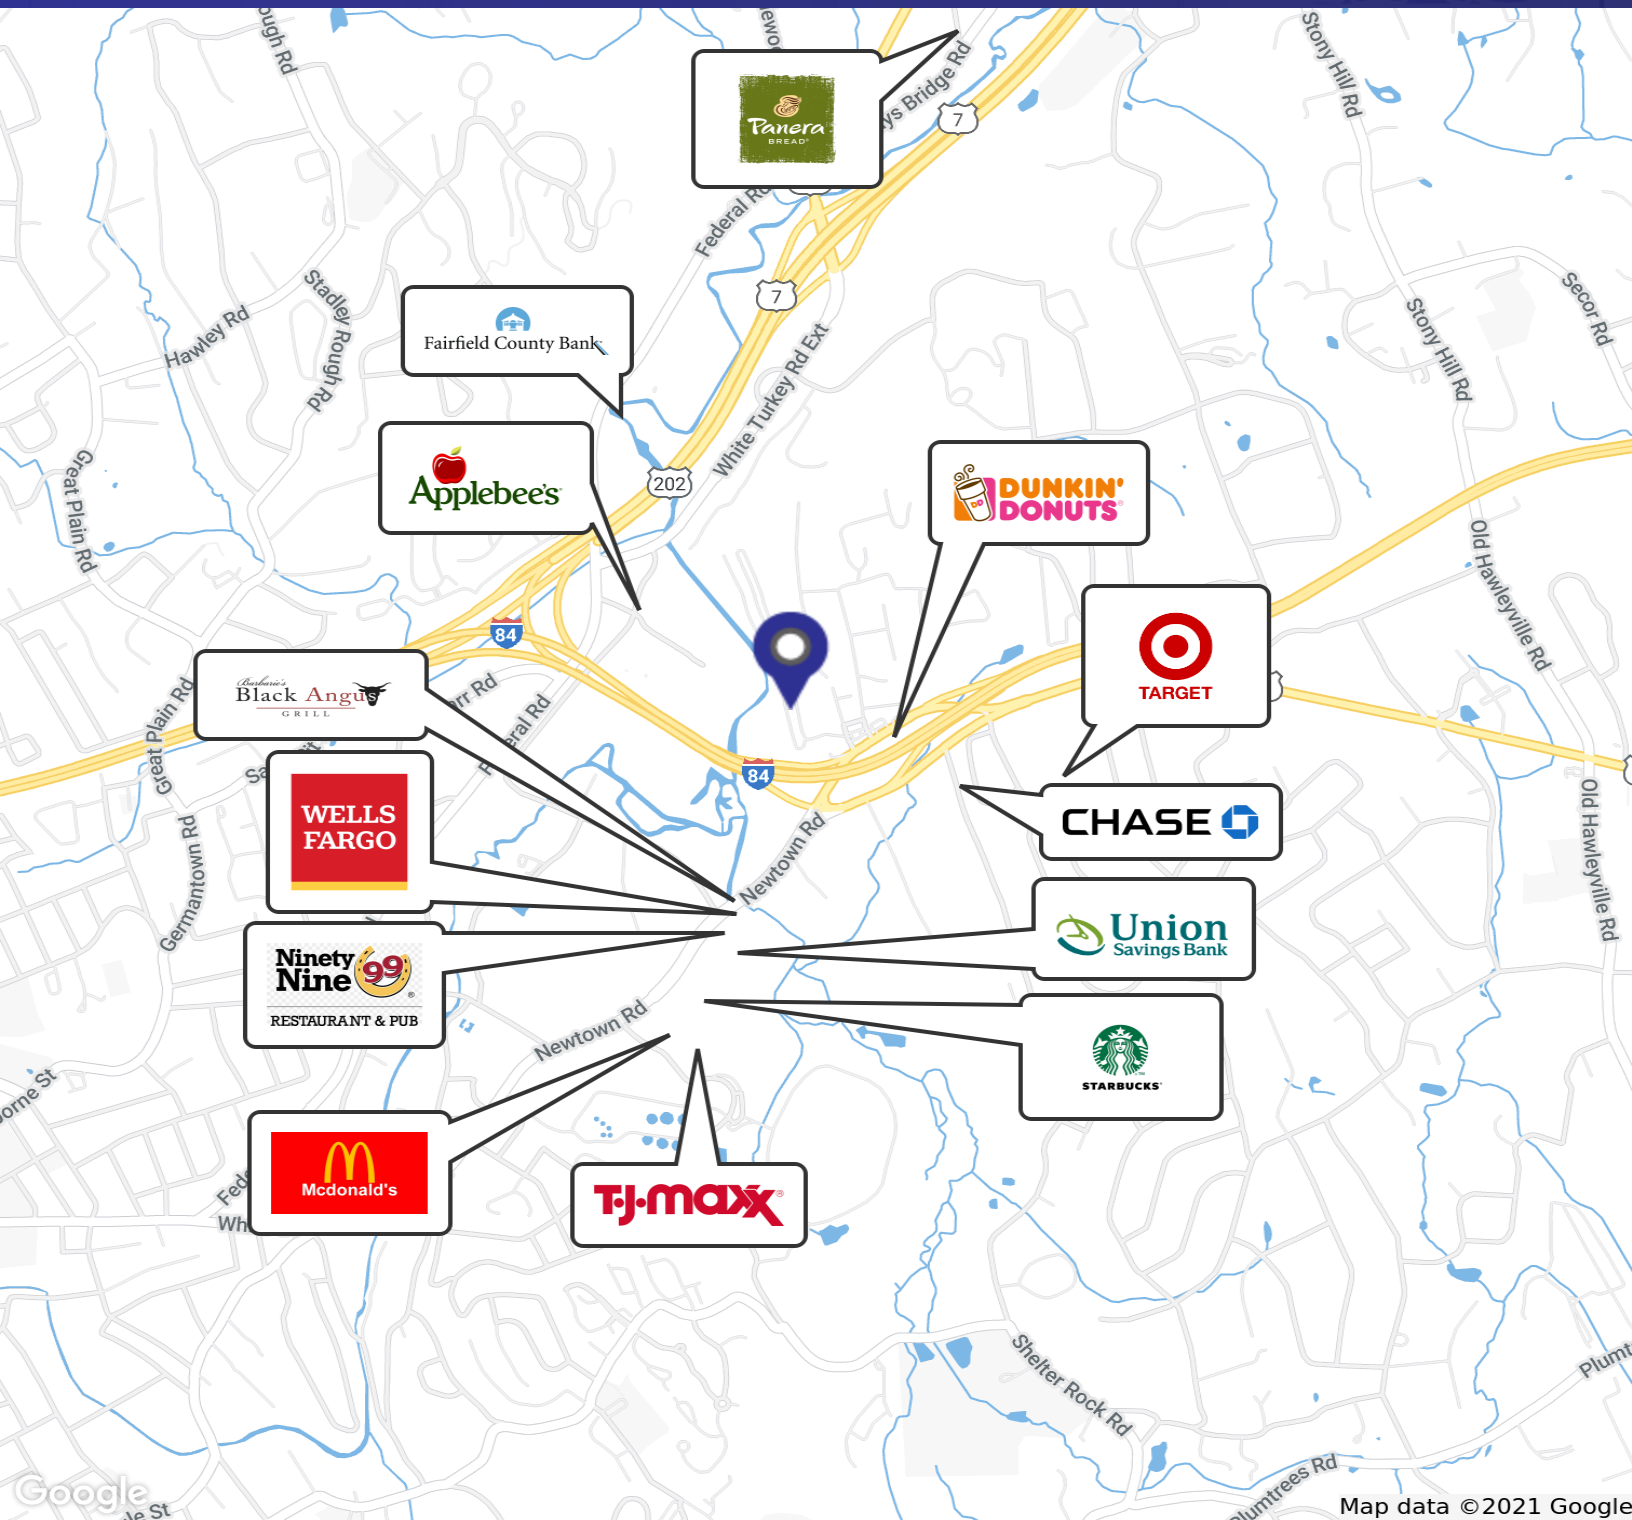 Stony Hill Rd
Panera
BREAD®
7
Federal Rd
7
Hawley Rd
Stadley Rough Rd
Fairfield County Bank
White Turkey Rd Ext
Secor Rd
Stony Hill Rd
Applebee's
202
Great Plain Rd
DUNKIN'
DONUTS
Old Hawleyville Rd
84
TARGET
Barbarie's
Black Angus
GRILL
Great Plain Rd
WELLS
FARGO
84
CHASE
Newtown Rd
Old Hawleyville Rd
Germantown Rd
Union
Savings Bank
Ninety
Nine 99
RESTAURANT & PUB
Newtown Rd
STARBUCKS
Mcdonald's
T·J·maxx®
Shelter Rock Rd
Plumtrees Rd
Google
Map data ©2021 Google